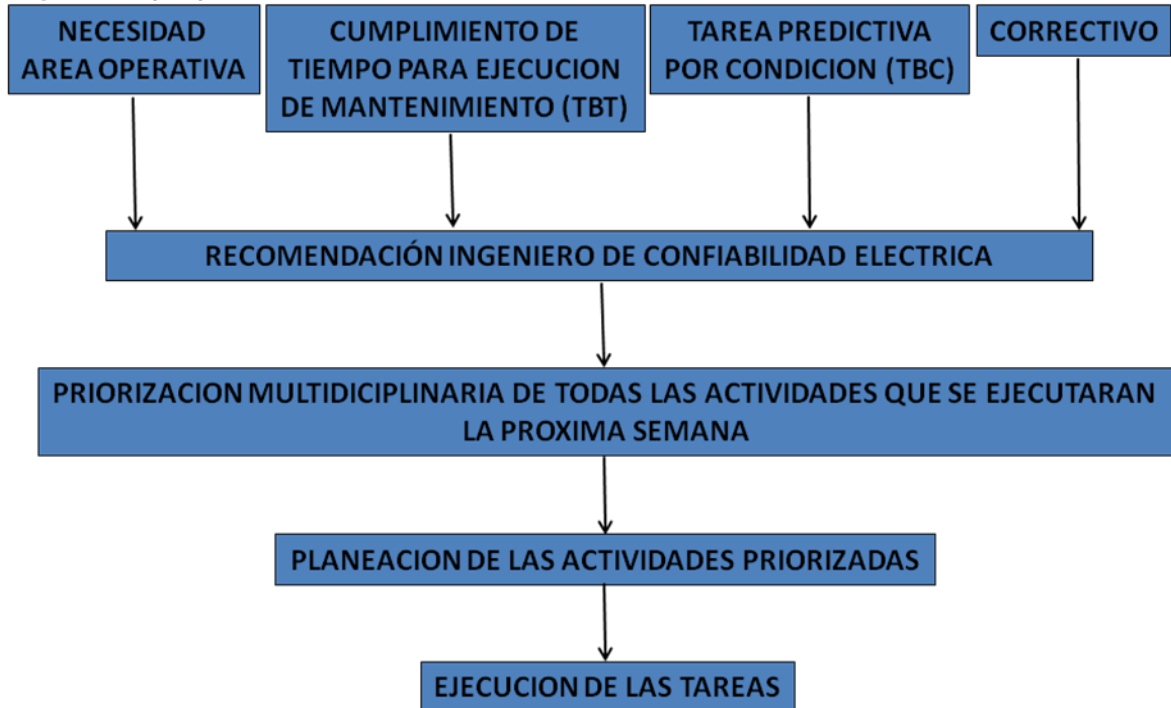 NECESIDAD
AREA OPERATIVA
CUMPLIMIENTO DE
TIEMPO PARA EJECUCION
DE MANTENIMIENTO (TBT)
TAREA PREDICTIVA
POR CONDICION (TBC)
CORRECTIVO
RECOMENDACIÓN INGENIERO DE CONFIABILIDAD ELECTRICA
PRIORIZACION MULTIDICIPLINARIA DE TODAS LAS ACTIVIDADES QUE SE EJECUTARAN
LA PROXIMA SEMANA
PLANEACION DE LAS ACTIVIDADES PRIORIZADAS
EJECUCION DE LAS TAREAS